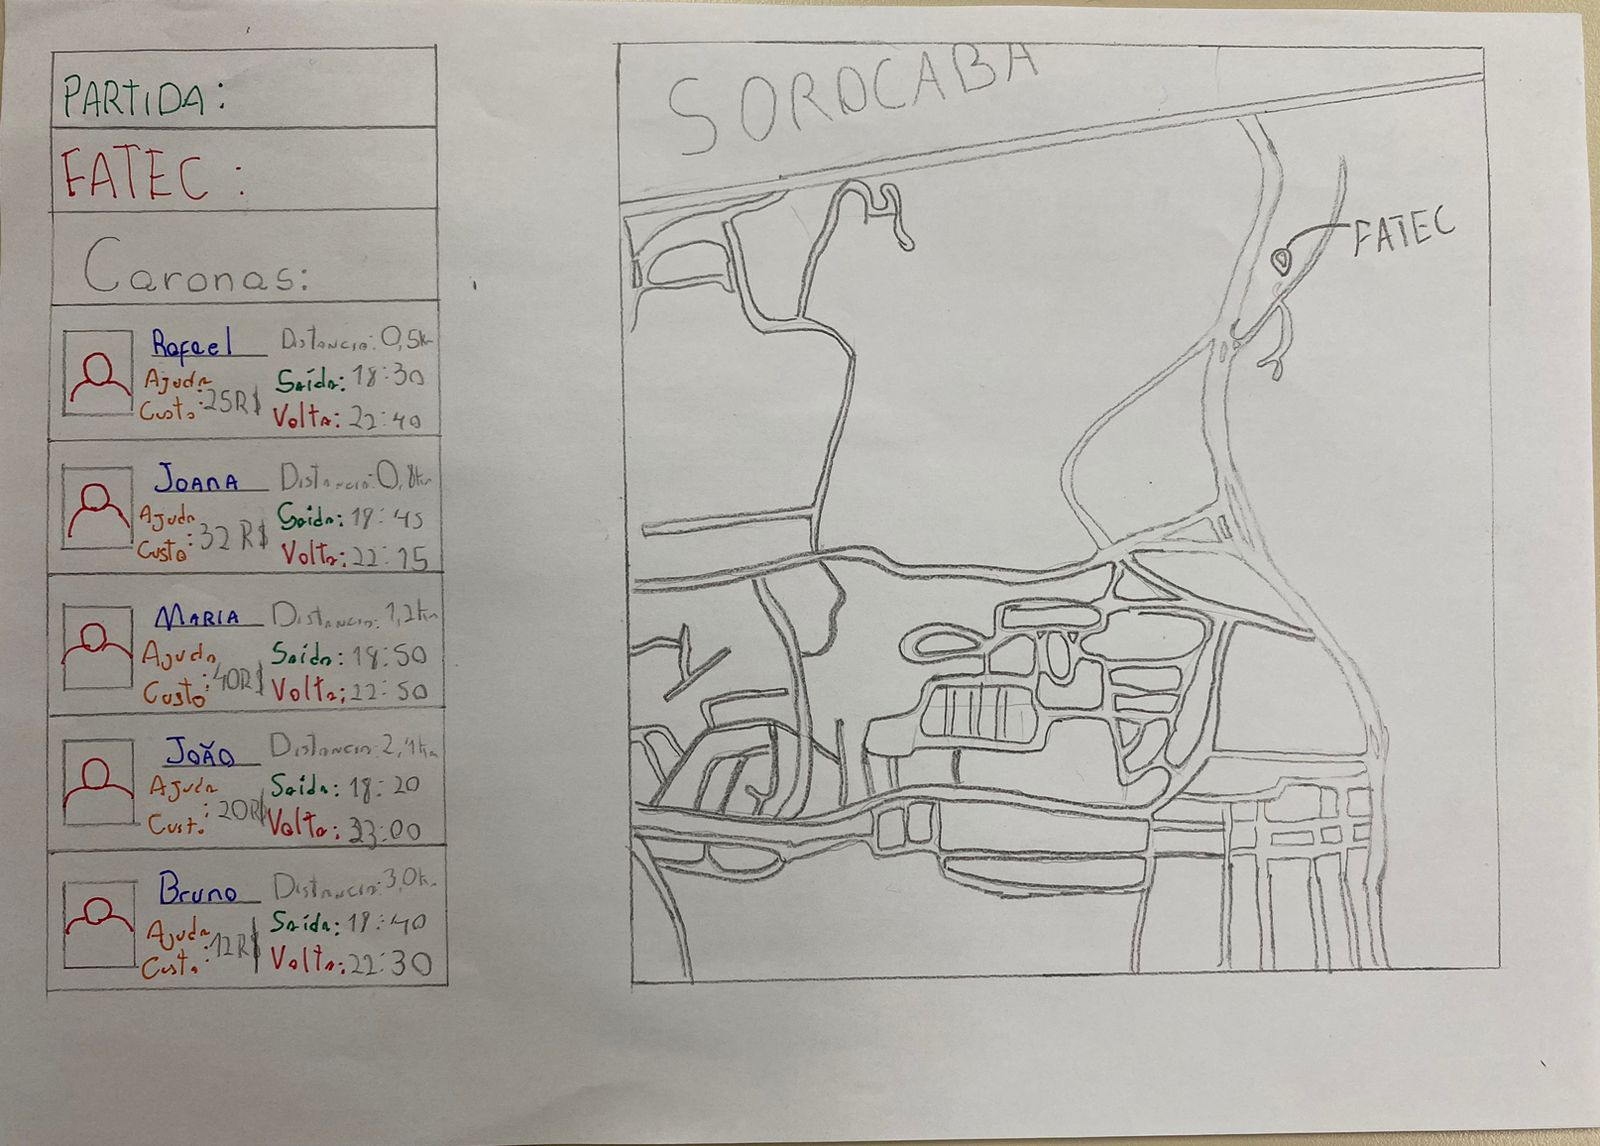 PARTIDA:
FATEC :
Caronas:
Rafael Distancia: 0,5km
Ajuda Saída: 18:30
Custo: 25R$ Volta: 22:40
JOANA Distancia: 0,8km
Ajuda Saída: 18:45
Custo: 32 R$ Volta: 22:15
MARIA Distancia: 1,2km
Ajuda Saída: 18:50
Custo: 40R$ Volta: 22:50
JOÃO Distancia: 2,1km
Ajuda Saída: 18:20
Custo: 20R$ Volta: 23:00
Bruno Distancia: 3,0km
Ajuda Saída: 18:40
Custo: 12R$ Volta: 22:30
SOROCABA
FATEC